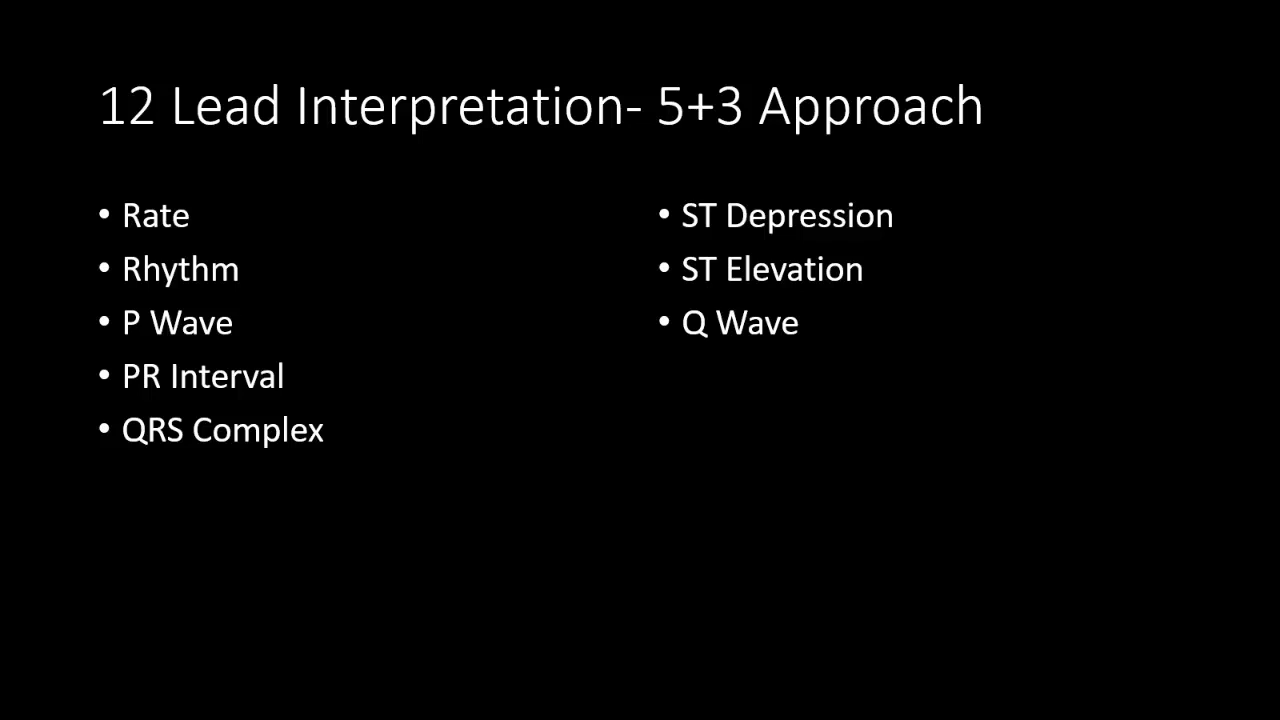 12 Lead Interpretation- 5+3 Approach
• Rate
• Rhythm
• P Wave
• PR Interval
• QRS Complex
• ST Depression
• ST Elevation
• Q Wave